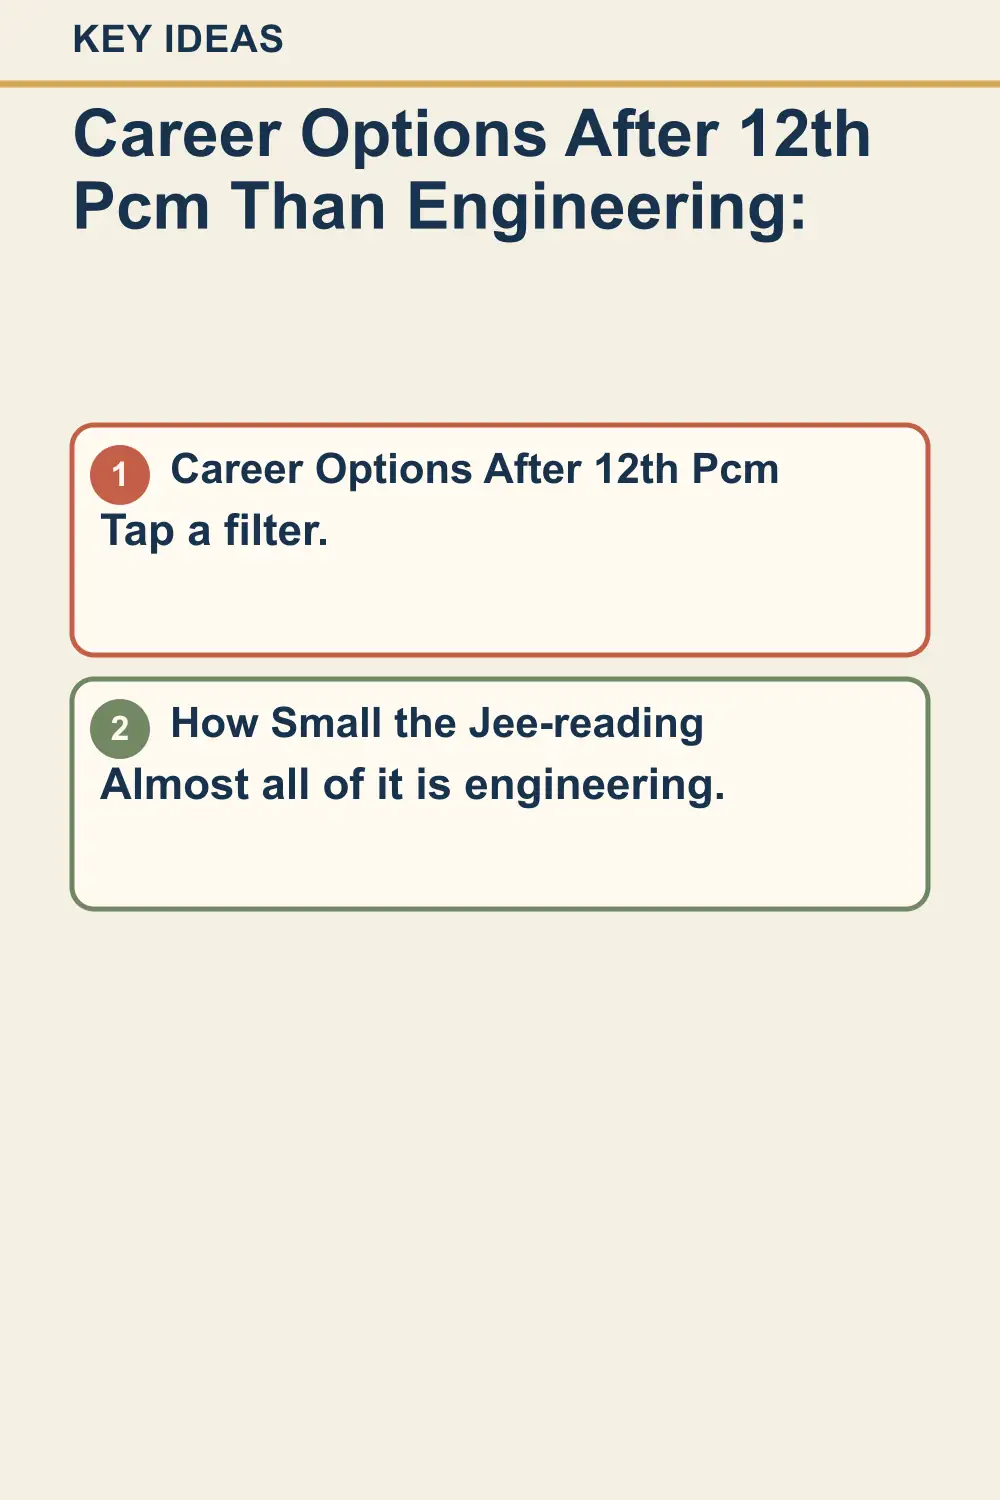 KEY IDEAS
Career Options After 12th
Pcm Than Engineering:
1 Career Options After 12th Pcm
Tap a filter.
2 How Small the Jee-reading
Almost all of it is engineering.